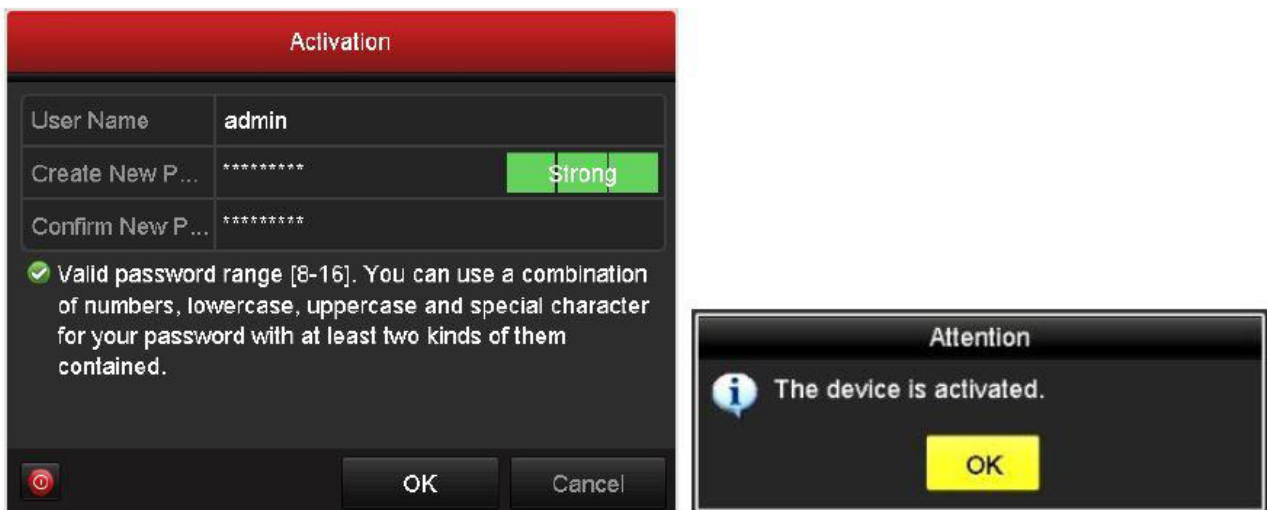 Activation
User Name admin
Create New P... ********* Strong
Confirm New P... *********
Valid password range [8-16]. You can use a combination
of numbers, lowercase, uppercase and special character
for your password with at least two kinds of them
contained.
OK Cancel
Attention
The device is activated.
OK